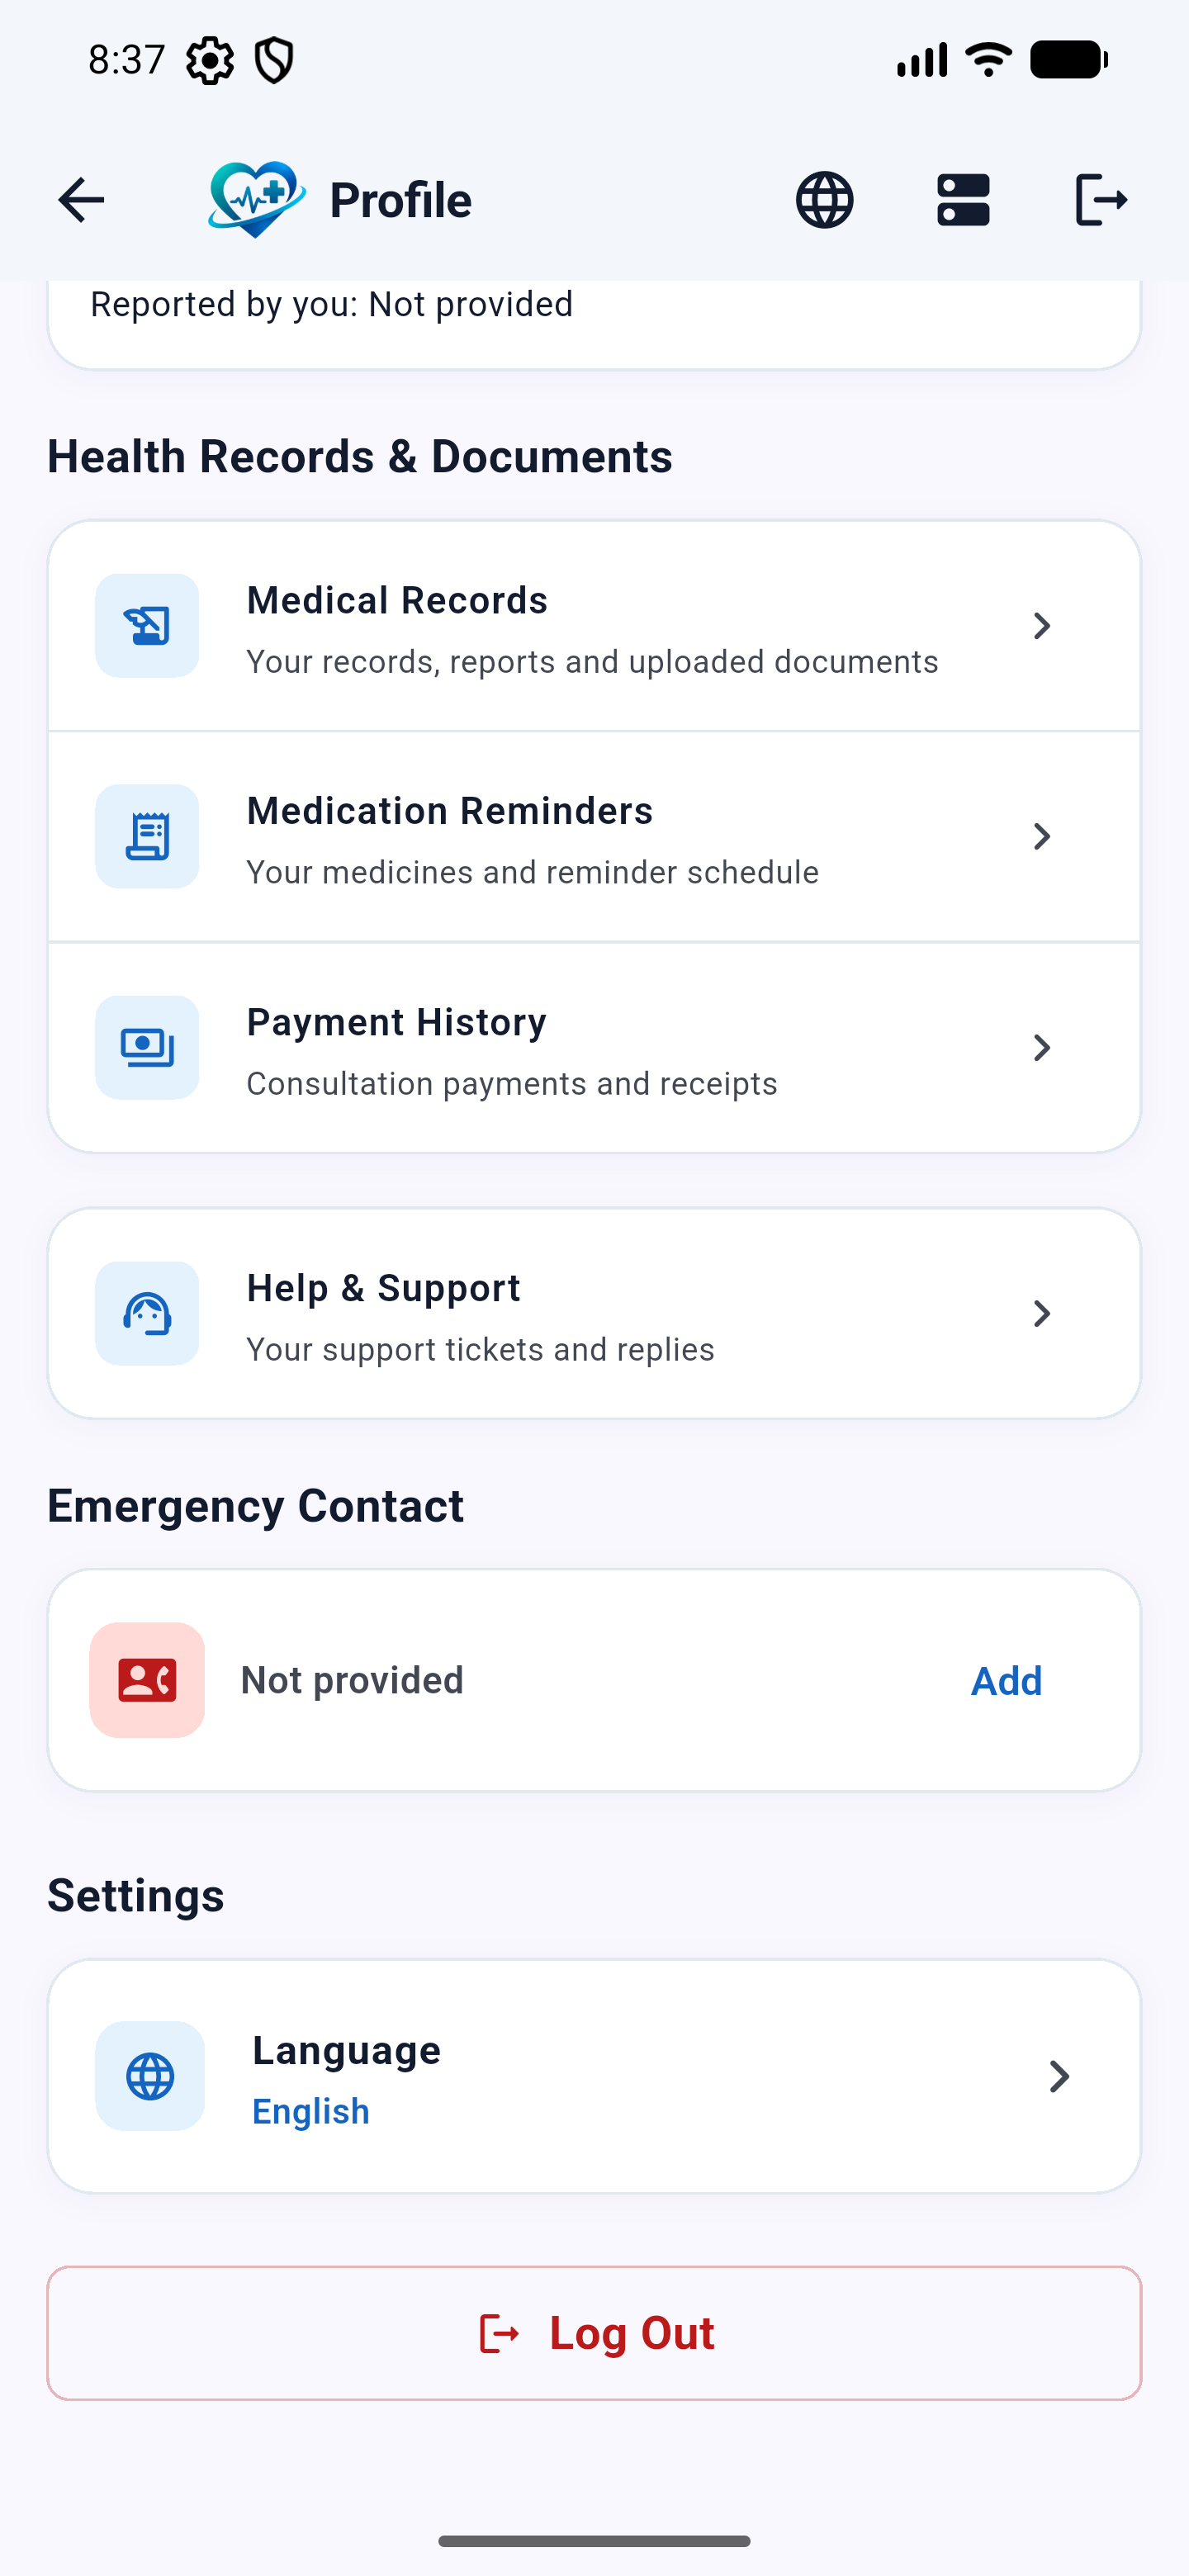 8:37
Profile
Reported by you: Not provided
Health Records & Documents
Medical Records
Your records, reports and uploaded documents
Medication Reminders
Your medicines and reminder schedule
Payment History
Consultation payments and receipts
Help & Support
Your support tickets and replies
Emergency Contact
Not provided
Add
Settings
Language
English
Log Out